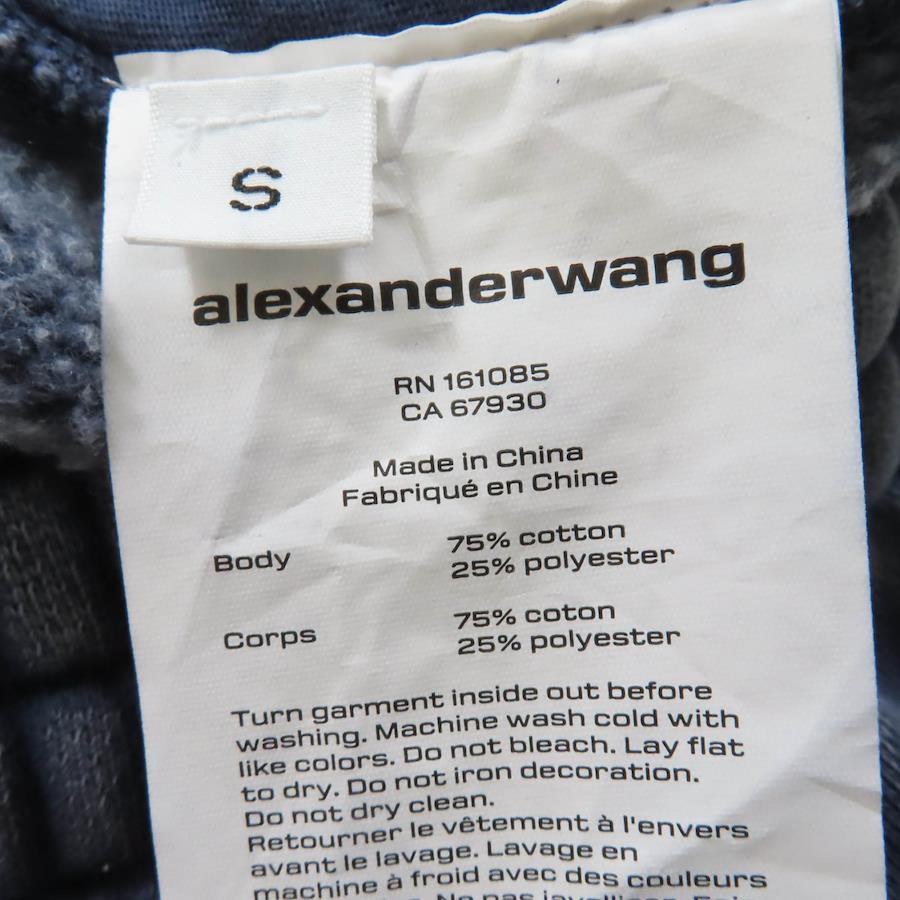 S
alexanderwang
RN 161085
CA 67930
Made in China
Fabriqué en Chine
Body 75% cotton
25% polyester
Corps 75% coton
25% polyester
Turn garment inside out before
washing. Machine wash cold with
like colors. Do not bleach. Lay flat
to dry. Do not iron decoration.
Do not dry clean.
Retourner le vêtement à l'envers
avant le lavage. Lavage en
machine à froid avec des couleurs
Ne pas